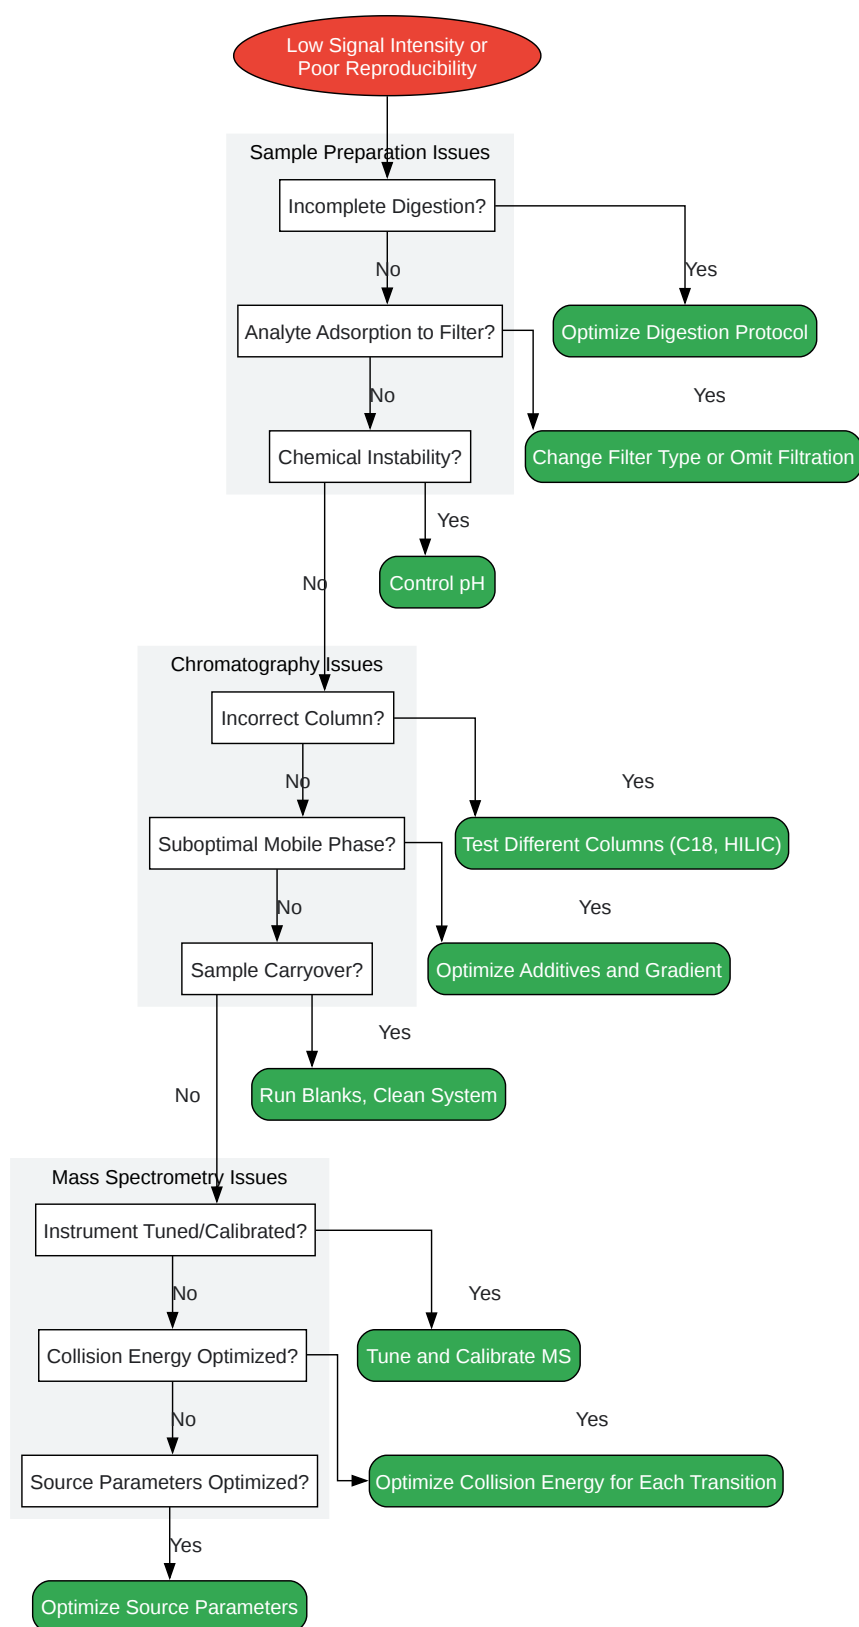 Low Signal Intensity or
Poor Reproducibility
Sample Preparation Issues
Incomplete Digestion?
No
Yes
Analyte Adsorption to Filter?
Optimize Digestion Protocol
No
Yes
Chemical Instability?
Change Filter Type or Omit Filtration
Yes
No
Control pH
Chromatography Issues
Incorrect Column?
No
Yes
Suboptimal Mobile Phase?
Test Different Columns (C18, HILIC)
No
Yes
Sample Carryover?
Optimize Additives and Gradient
Yes
No
Run Blanks, Clean System
Mass Spectrometry Issues
Instrument Tuned/Calibrated?
No
Yes
Collision Energy Optimized?
Tune and Calibrate MS
No
Yes
Source Parameters Optimized?
Optimize Collision Energy for Each Transition
Yes
Optimize Source Parameters